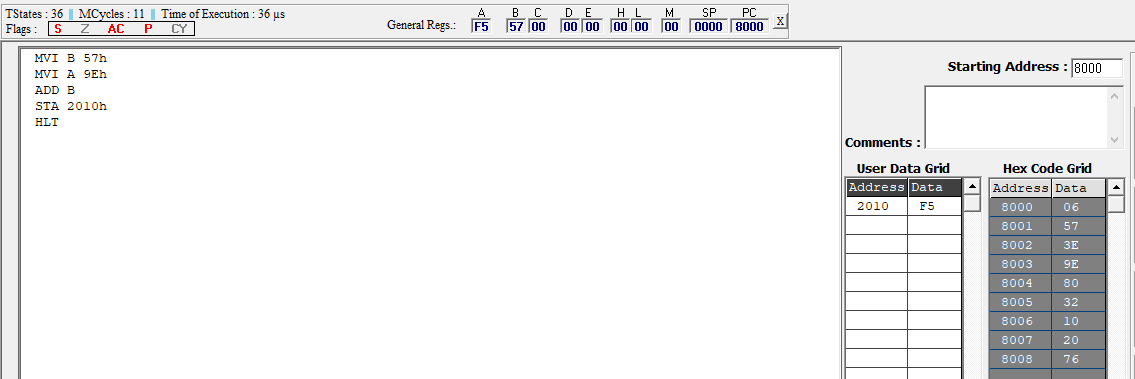 TStates : 36 MCycles : 11 Time of Execution : 36 µs
Flags : S Z AC P CY
General Regs.: A B C D E H L M SP PC
F5 57 00 00 00 00 00 00 0000 8000 X
MVI B 57h
MVI A 9Eh
ADD B
STA 2010h
HLT
Starting Address : 8000
Comments :
User Data Grid
Address Data
2010 F5
Hex Code Grid
Address Data
8000 06
8001 57
8002 3E
8003 9E
8004 80
8005 32
8006 10
8007 20
8008 76